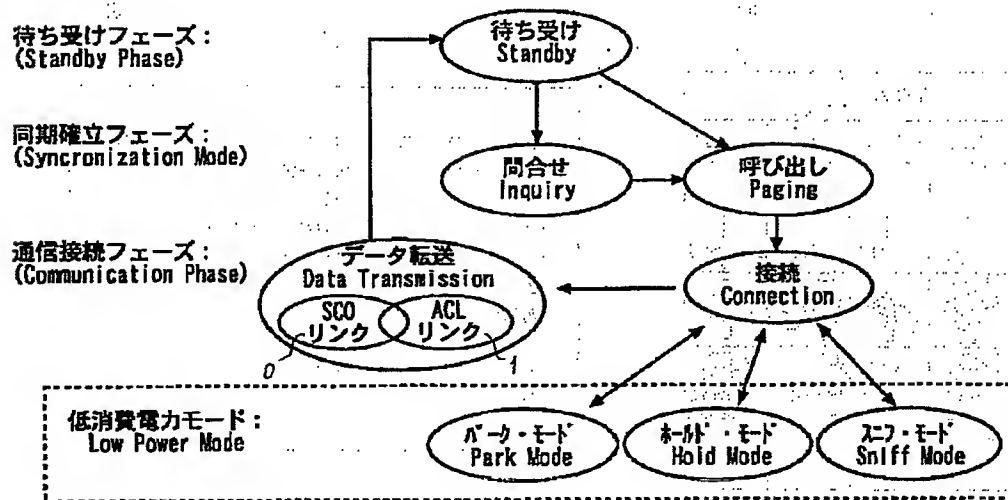 待ち受けフェーズ:
(Standby Phase)
待ち受け
Standby
同期確立フェーズ:
(Syncronization Mode)
問合せ
Inquiry
呼び出し
Paging
通信接続フェーズ:
(Communication Phase)
データ転送
Data Transmission
SCO
リンク
ACL
リンク
0
1
接続
Connection
低消費電力モード:
Low Power Mode
パーク・モード
Park Mode
ホールド・モード
Hold Mode
スニフ・モード
Sniff Mode